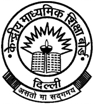 केन्द्रीय माध्यमिक शिक्षा बोर्ड
दिल्ली
असतो मा सद्गमय